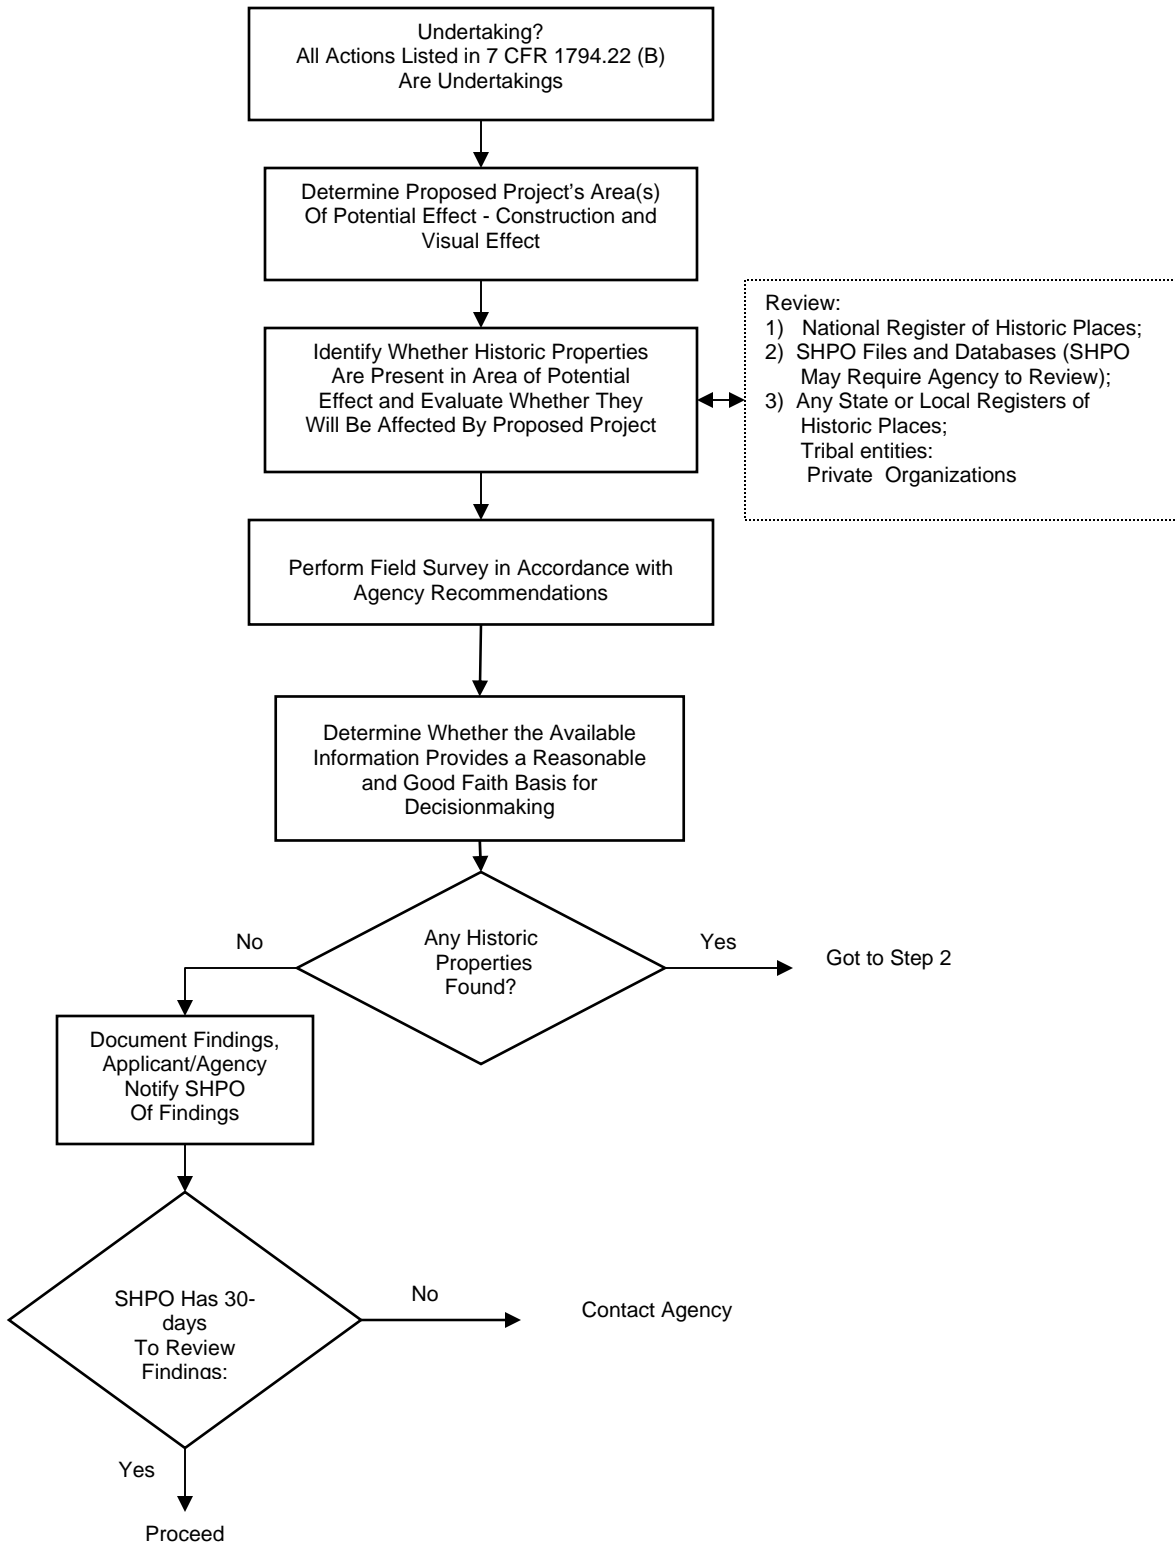 Undertaking?
All Actions Listed in 7 CFR 1794.22 (B)
Are Undertakings
Determine Proposed Project’s Area(s)
Of Potential Effect - Construction and
Visual Effect
Identify Whether Historic Properties
Are Present in Area of Potential
Effect and Evaluate Whether They
Will Be Affected By Proposed Project
Review:
1) National Register of Historic Places;
2) SHPO Files and Databases (SHPO
May Require Agency to Review);
3) Any State or Local Registers of
Historic Places;
Tribal entities:
Private Organizations
Perform Field Survey in Accordance with
Agency Recommendations
Determine Whether the Available
Information Provides a Reasonable
and Good Faith Basis for
Decisionmaking
Any Historic
Properties
Found?
No
Yes
Got to Step 2
Document Findings,
Applicant/Agency
Notify SHPO
Of Findings
SHPO Has 30-
days
To Review
Findings:
No
Contact Agency
Yes
Proceed